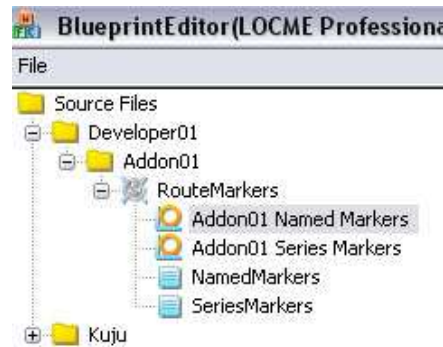 BlueprintEditor(LOCME Professiona
File
Source Files
Developer01
Addon01
RouteMarkers
Addon01 Named Markers
Addon01 Series Markers
NamedMarkers
SeriesMarkers
Kuju